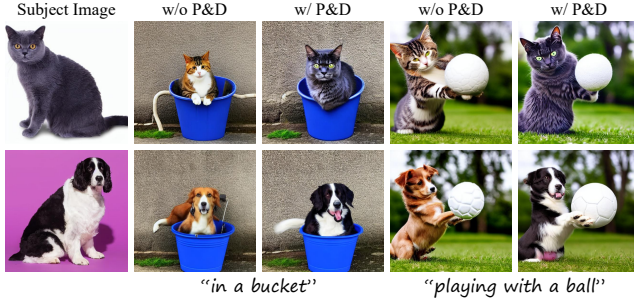 Subject Image w/o P&D w/ P&D w/o P&D w/ P&D
"in a bucket" "playing with a ball"